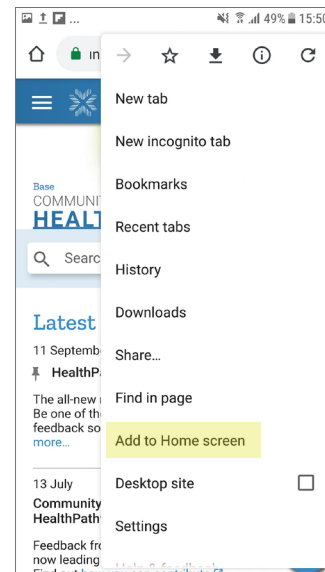 ... 49% 15:50
New tab
New incognito tab
Bookmarks
Recent tabs
History
Downloads
Share...
Find in page
Add to Home screen
Desktop site
Settings
Base
COMMUNI
HEALT
Searc
Latest
11 Septemb
HealthPa
The all-new
Be one of th
feedback so
more...
13 July
Community
HealthPath
Feedback fro
now leading